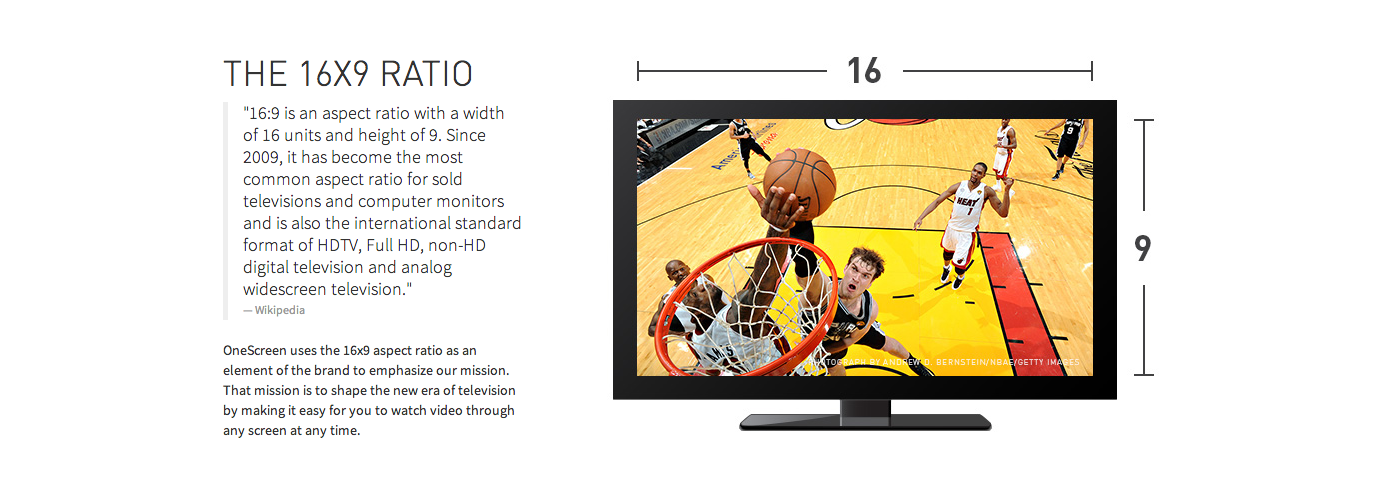 THE 16X9 RATIO
"16:9 is an aspect ratio with a width
of 16 units and height of 9. Since
2009, it has become the most
common aspect ratio for sold
televisions and computer monitors
and is also the international standard
format of HDTV, Full HD, non-HD
digital television and analog
widescreen television."
— Wikipedia
OneScreen uses the 16x9 aspect ratio as an
element of the brand to emphasize our mission.
That mission is to shape the new era of television
by making it easy for you to watch video through
any screen at any time.
16
9
HEAT
1
9
PHOTOGRAPH BY ANDREW D. BERNSTEIN/NBAE/GETTY IMAGES